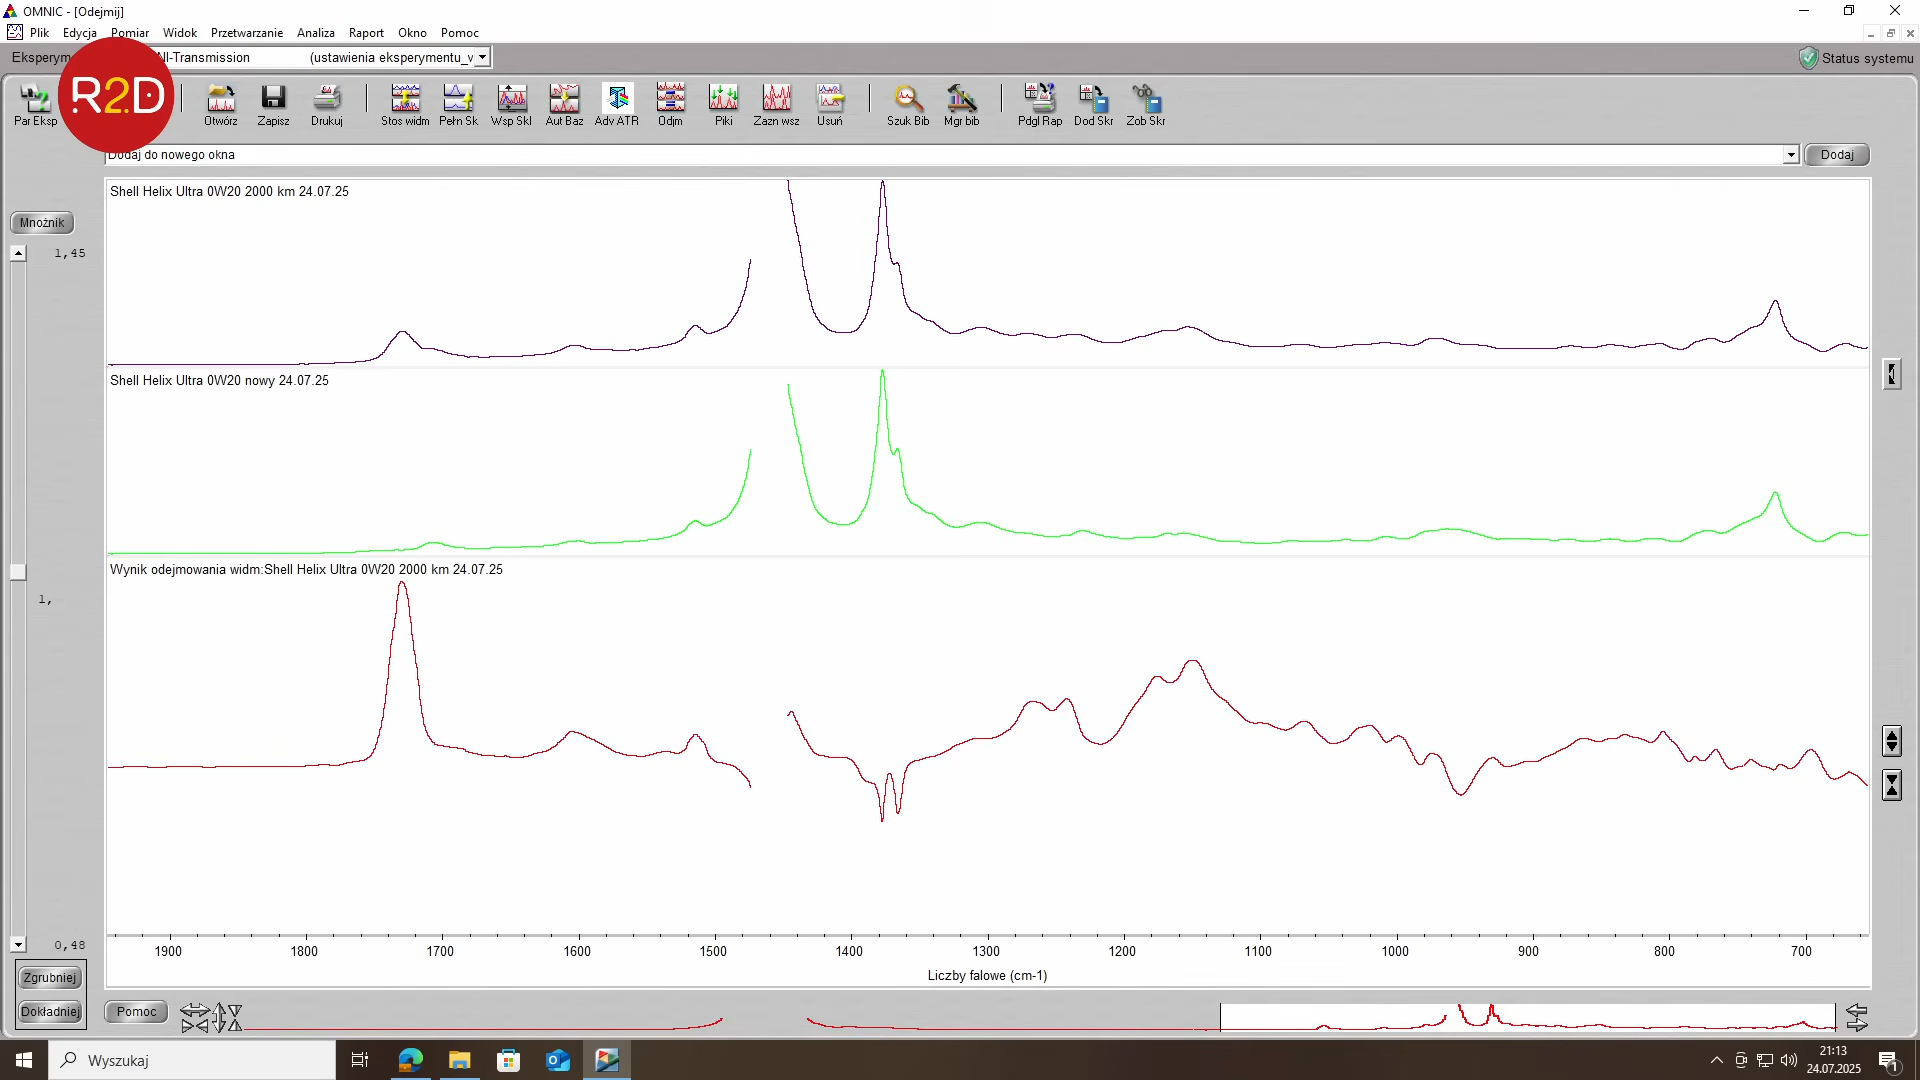 OMNIC - [Odejmij]
Plik Edycja Pomiar Widok Przetwarzanie Analiza Raport Okno Pomoc
(ustawienia eksperymentu_v
Status systemu
R2D
Par Eksp Otwórz Zapisz Drukuj Stos widm Pełn Sk Wsp Skl Aut Baz Adv ATR Odjm Piki Zazn wsz Usuń Szuk Bib Mgr bib Pdgl Rap Dod Skr Zob Skr
Dodaj do nowego okna
Dodaj
Shell Helix Ultra 0W20 2000 km 24.07.25
Mnożnik
1,45
Shell Helix Ultra 0W20 nowy 24.07.25
Wynik odejmowania widm:Shell Helix Ultra 0W20 2000 km 24.07.25
1,
0,48
1900 1800 1700 1600 1500 1400 1300 1200 1100 1000 900 800 700
Liczby falowe (cm-1)
Zgrubniej
Dokładniej
Pomoc
Wyszukaj
21:13
24.07.2025
1